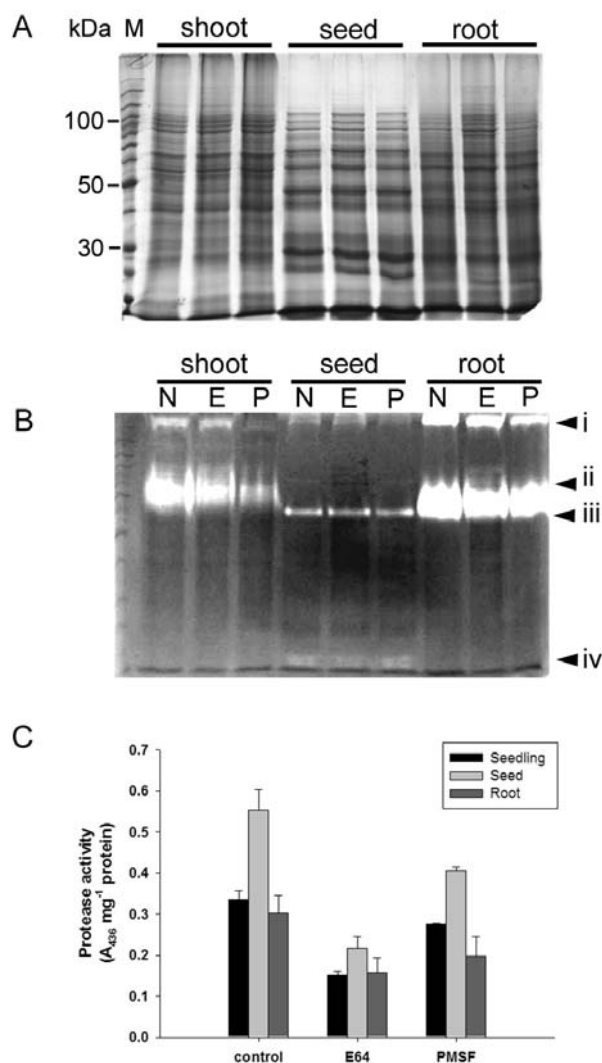 A
kDa M shoot seed root
100
50
30
shoot seed root
N E P N E P N E P
B
i
ii
iii
iv
C
0.7
0.6
0.5
0.4
0.3
0.2
0.1
0.0
Protease activity
(A₄₃₆ mg⁻¹ protein)
Seedling
Seed
Root
control E64 PMSF